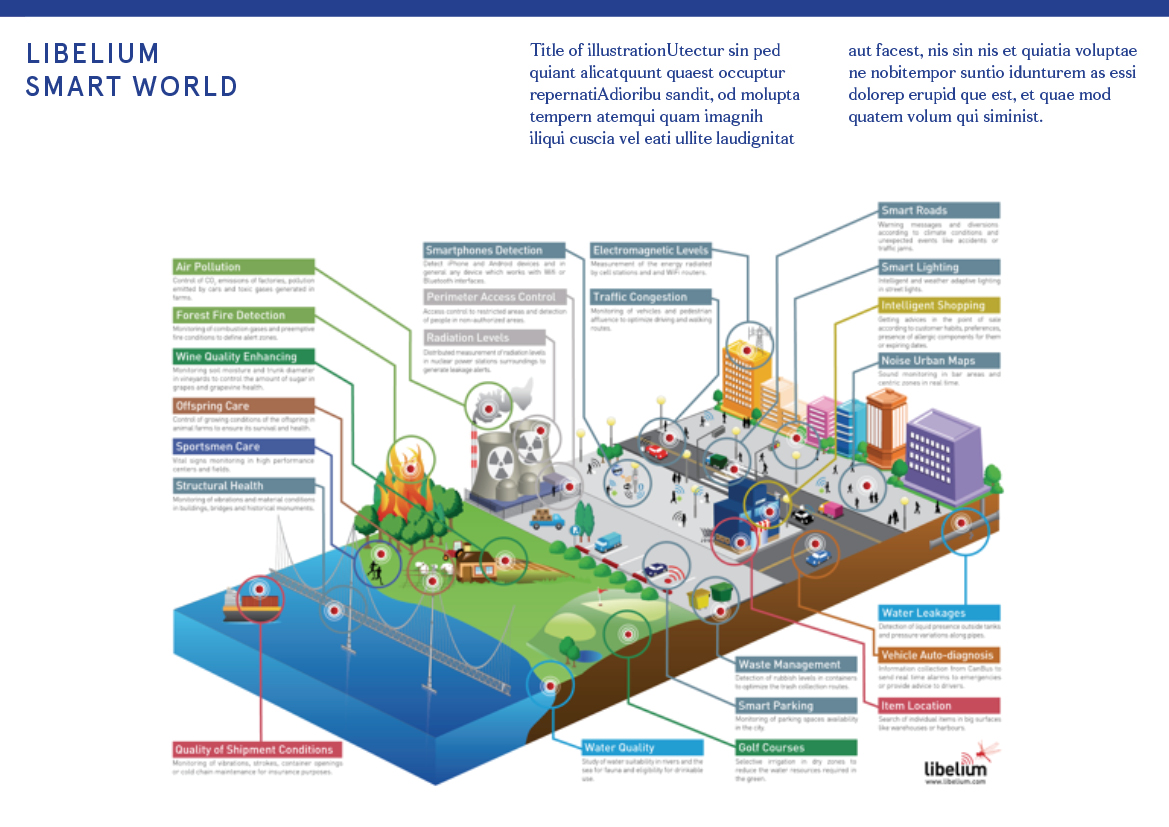 LIBELIUM
SMART WORLD
Title of illustrationUtectur sin ped
quiant alicatquunt quaest occuptur
repernatiAdioribu sandit, od molupta
tempern atemqui quam imagnih
iliqui cuscia vel eati ullite laudignitat
aut facest, nis sin nis et quiatia voluptae
ne nobitempor suntio idunturem as essi
dolorep erupid que est, et quae mod
quatem volum qui siminist.
Air Pollution
Control of CO₂ emissions of factories, pollution
emitted by cars and toxic gases generated in
farms.
Forest Fire Detection
Monitoring of combustion gases and preemptive
fire conditions to define alert zones.
Wine Quality Enhancing
Monitoring soil moisture and trunk diameter
in vineyards to control the amount of sugar in
grapes and grapevine health.
Offspring Care
Control of growing conditions of the offspring in
animal farms to ensure its survival and health.
Sportsmen Care
Vital signs monitoring in high performance
centers and fields.
Structural Health
Monitoring of vibrations and material conditions
in buildings, bridges and historical monuments.
Smartphones Detection
Detect iPhone and Android devices and in
general any device which works with Wifi or
Bluetooth interfaces.
Perimeter Access Control
Access control to restricted areas and detection
of people in non-authorized areas.
Radiation Levels
Distributed measurement of radiation levels
in nuclear power stations surroundings to
generate leakage alerts.
Electromagnetic Levels
Measurement of the energy radiated
by cell stations and and WiFi routers.
Traffic Congestion
Monitoring of vehicles and pedestrian
affluence to optimize driving and walking
routes.
Smart Roads
Warning messages and diversions
according to climate conditions and
unexpected events like accidents or
traffic jams.
Smart Lighting
Intelligent and weather adaptive lighting
in street lights.
Intelligent Shopping
Getting advices in the point of sale
according to customer habits, preferences,
presence of allergic components for them
or expiring dates.
Noise Urban Maps
Sound monitoring in bar areas and
centric zones in real time.
Water Leakages
Detection of liquid presence outside tanks
and pressure variations along pipes.
Vehicle Auto-diagnosis
Information collection from CanBus to
send real time alarms to emergencies
or provide advice to drivers.
Item Location
Search of individual items in big surfaces
like warehouses or harbours.
Waste Management
Detection of rubbish levels in containers
to optimize the trash collection routes.
Smart Parking
Monitoring of parking spaces availability
in the city.
Golf Courses
Selective irrigation in dry zones to
reduce the water resources required in
the green.
Water Quality
Study of water suitability in rivers and the
sea for fauna and eligibility for drinkable
use.
Quality of Shipment Conditions
Monitoring of vibrations, strokes, container openings
or cold chain maintenance for insurance purposes.
libelium
www.libelium.com